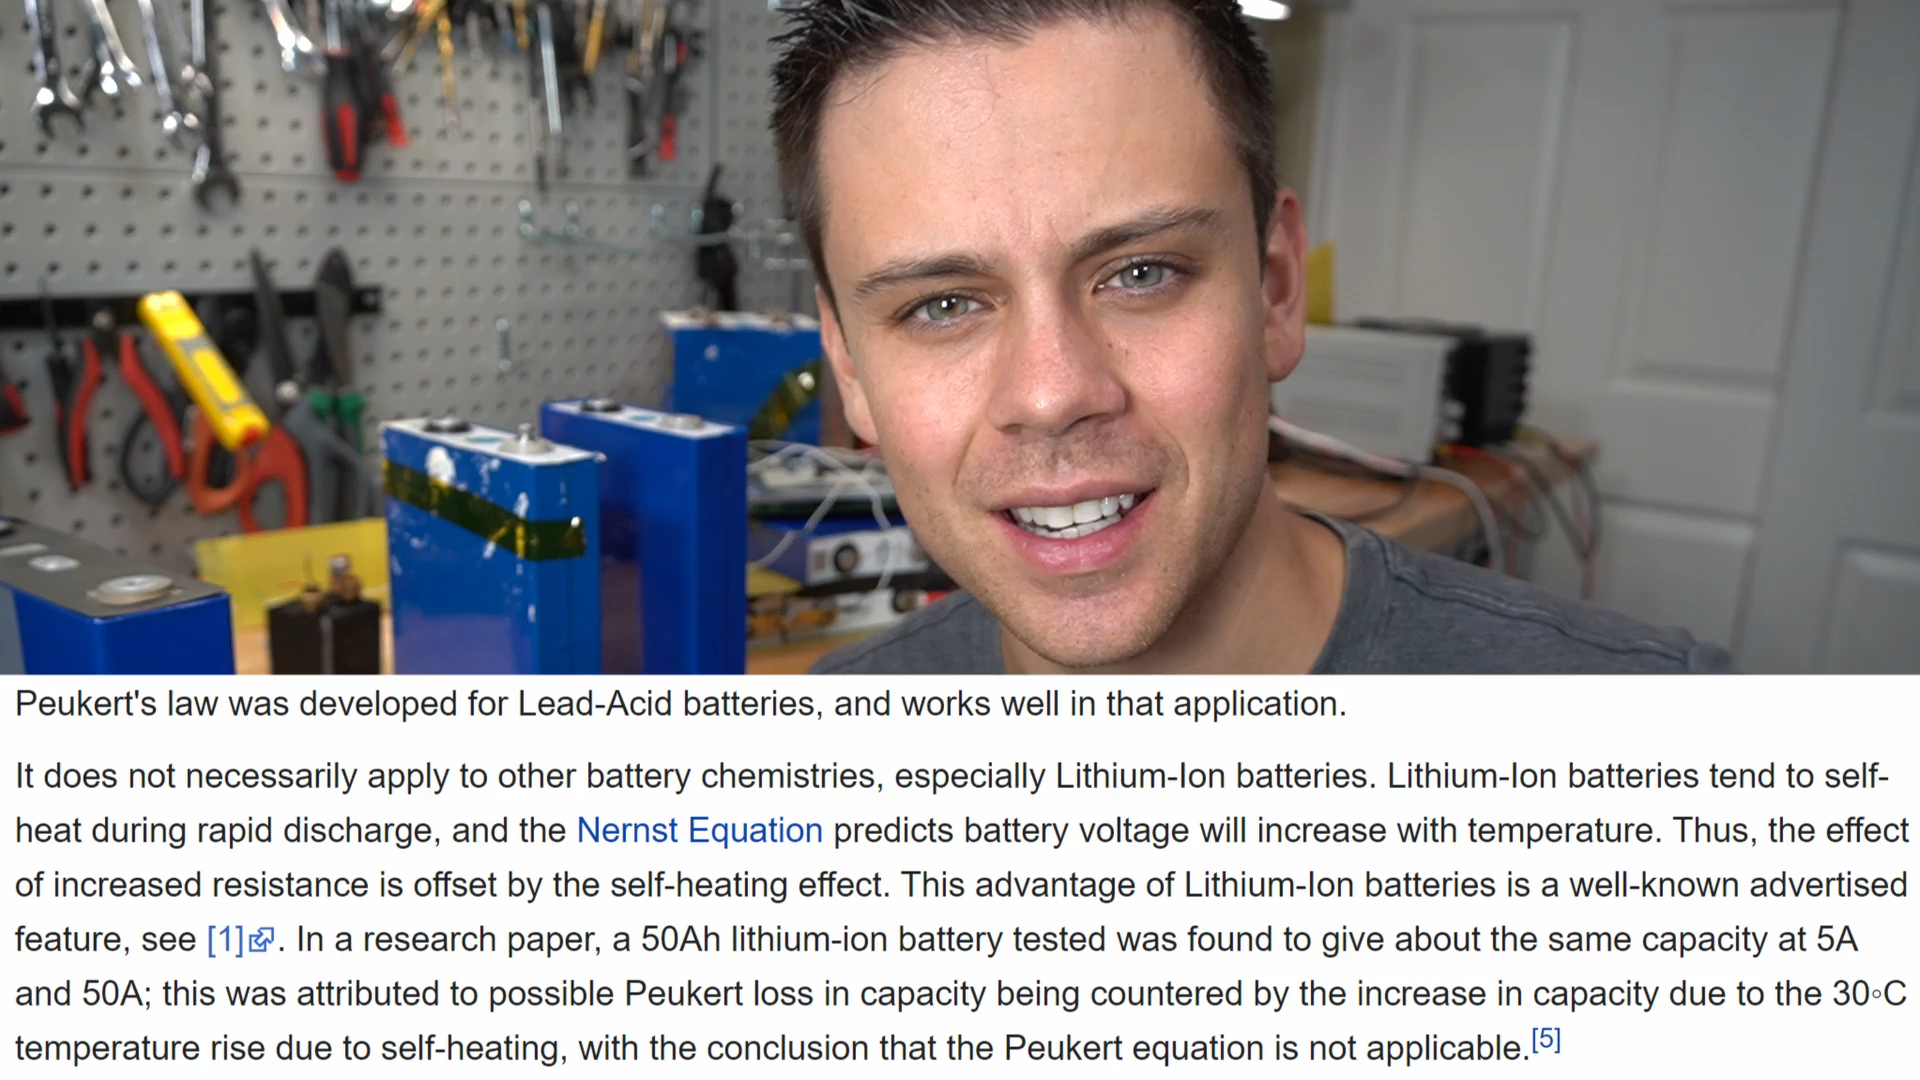 Peukert's law was developed for Lead-Acid batteries, and works well in that application.
It does not necessarily apply to other battery chemistries, especially Lithium-Ion batteries. Lithium-Ion batteries tend to self-
heat during rapid discharge, and the Nernst Equation predicts battery voltage will increase with temperature. Thus, the effect
of increased resistance is offset by the self-heating effect. This advantage of Lithium-Ion batteries is a well-known advertised
feature, see [1]. In a research paper, a 50Ah lithium-ion battery tested was found to give about the same capacity at 5A
and 50A; this was attributed to possible Peukert loss in capacity being countered by the increase in capacity due to the 30◦C
temperature rise due to self-heating, with the conclusion that the Peukert equation is not applicable.[5]